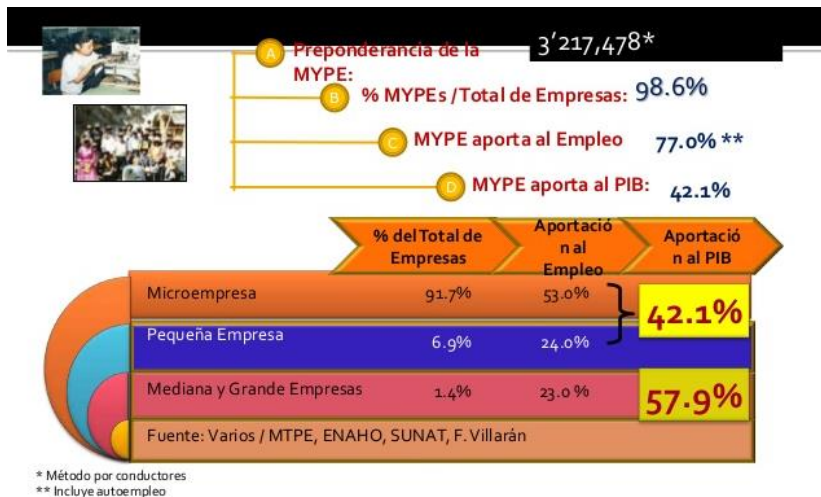 3’217,478*
A Preponderancia de la
MYPE:
B % MYPEs /Total de Empresas: 98.6%
C MYPE aporta al Empleo 77.0% **
D MYPE aporta al PIB: 42.1%
% del Total de
Empresas
Aportació
n al
Empleo
Aportació
n al PIB
Microempresa 91.7% 53.0%
42.1%
Pequeña Empresa 6.9% 24.0%
Mediana y Grande Empresas 1.4% 23.0% 57.9%
Fuente: Varios / MTPE, ENAHO, SUNAT, F. Villarán
* Método por conductores
** Incluye autoempleo